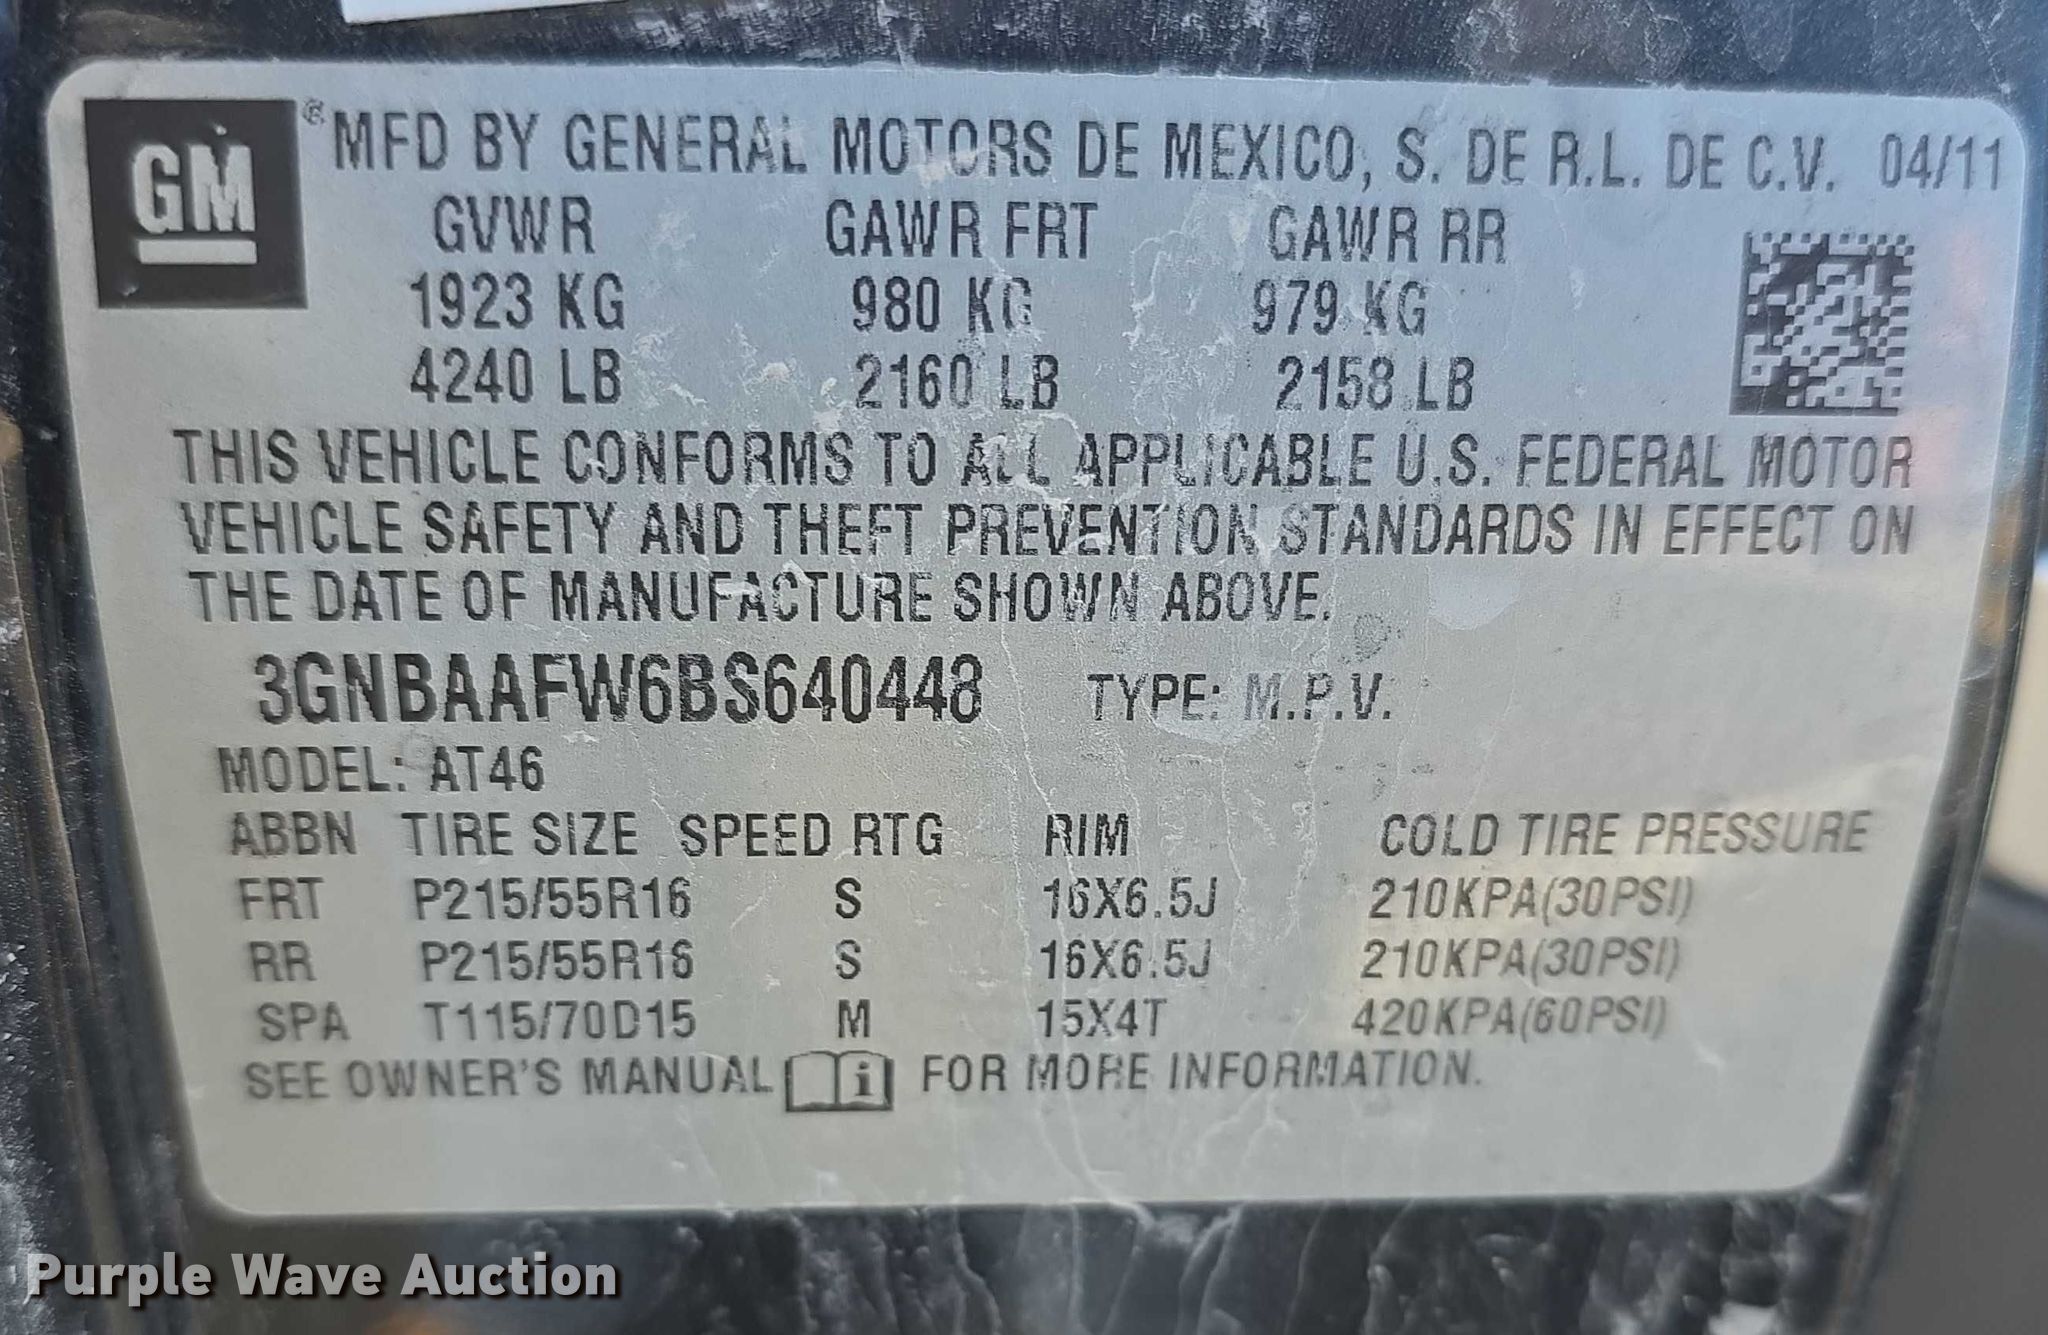 GM ® MFD BY GENERAL MOTORS DE MEXICO, S. DE R.L. DE C.V. 04/11
GVWR GAWR FRT GAWR RR
1923 KG 980 KG 979 KG
4240 LB 2160 LB 2158 LB
THIS VEHICLE CONFORMS TO ALL APPLICABLE U.S. FEDERAL MOTOR
VEHICLE SAFETY AND THEFT PREVENTION STANDARDS IN EFFECT ON
THE DATE OF MANUFACTURE SHOWN ABOVE.
3GNBAAFW6BS640448 TYPE: M.P.V.
MODEL: AT46
ABBN TIRE SIZE SPEED RTG RIM COLD TIRE PRESSURE
FRT P215/55R16 S 16X6.5J 210KPA(30PSI)
RR P215/55R16 S 16X6.5J 210KPA(30PSI)
SPA T115/70D15 M 15X4T 420KPA(60PSI)
SEE OWNER'S MANUAL i FOR MORE INFORMATION.
Purple Wave Auction